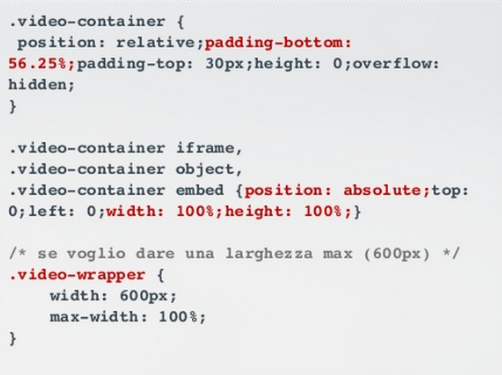 .video-container {
position: relative;padding-bottom:
56.25%;padding-top: 30px;height: 0;overflow:
hidden;
}
.video-container iframe,
.video-container object,
.video-container embed {position: absolute;top:
0;left: 0;width: 100%;height: 100%;}
/* se voglio dare una larghezza max (600px) */
.video-wrapper {
width: 600px;
max-width: 100%;
}